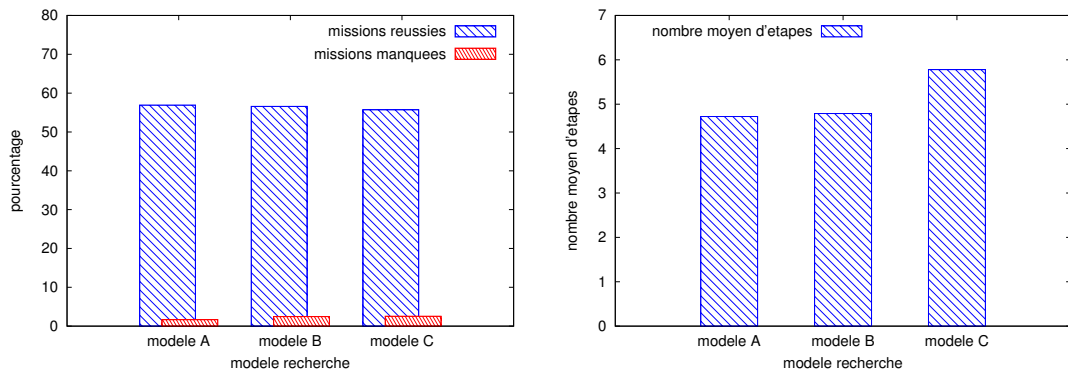 80
70
60
50
40
30
20
10
0
pourcentage
missions reussies
missions manquees
modele A modele B modele C
modele recherche
7
6
5
4
3
2
1
0
nombre moyen d'etapes
nombre moyen d'etapes
modele A modele B modele C
modele recherche